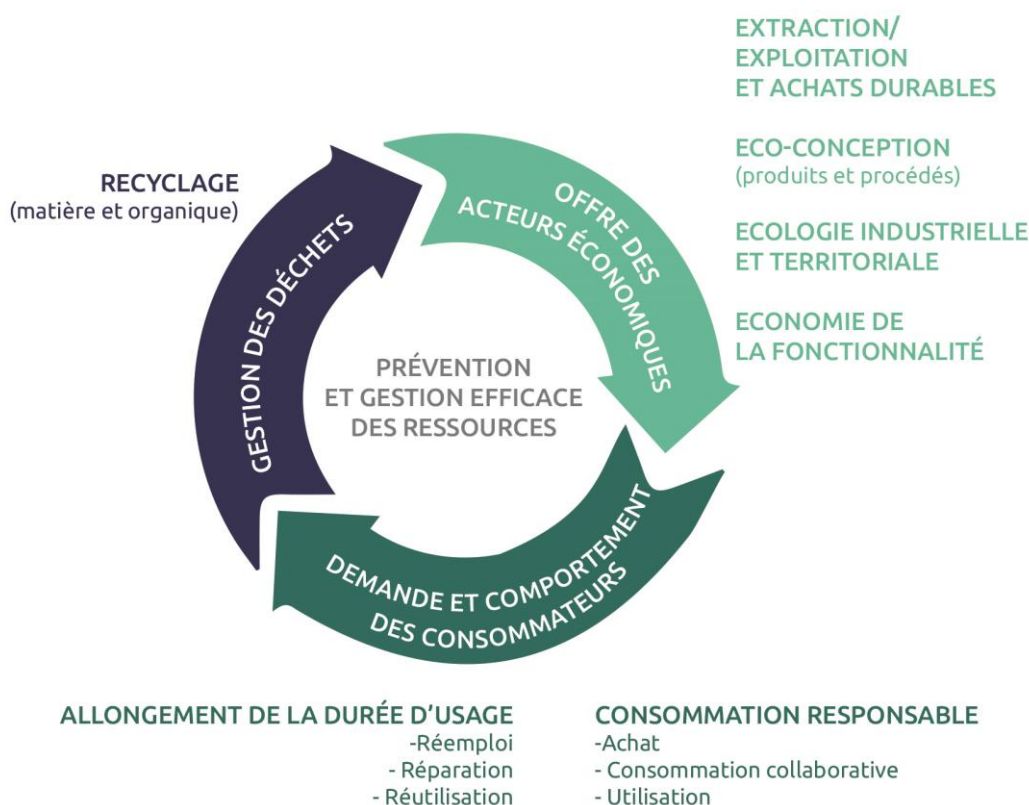 EXTRACTION/
EXPLOITATION
ET ACHATS DURABLES
ECO-CONCEPTION
(produits et procédés)
ECOLOGIE INDUSTRIELLE
ET TERRITORIALE
ECONOMIE DE
LA FONCTIONNALITÉ
RECYCLAGE
(matière et organique)
OFFRE DES
ACTEURS ÉCONOMIQUES
GESTION DES DÉCHETS
PRÉVENTION
ET GESTION EFFICACE
DES RESSOURCES
DEMANDE ET COMPORTEMENT
DES CONSOMMATEURS
ALLONGEMENT DE LA DURÉE D’USAGE
-Réemploi
- Réparation
- Réutilisation
CONSOMMATION RESPONSABLE
-Achat
- Consommation collaborative
- Utilisation